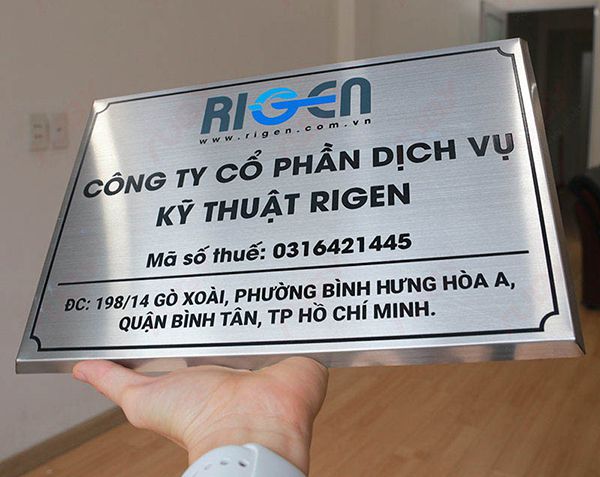 RIGEN
www.rigen.com.vn
CÔNG TY CỔ PHẦN DỊCH VỤ
KỸ THUẬT RIGEN
Mã số thuế: 0316421445
ĐC: 198/14 GÒ XOÀI, PHƯỜNG BÌNH HƯNG HÒA A,
QUẬN BÌNH TÂN, TP HỒ CHÍ MINH.